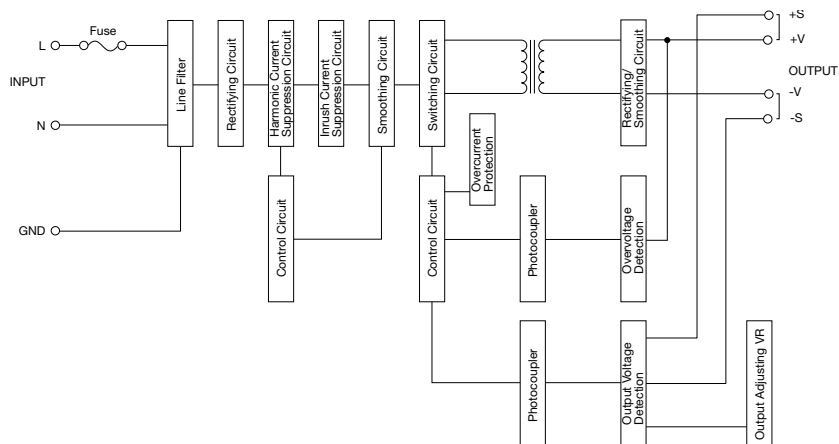 +S
Fuse
L
+V
INPUT
OUTPUT
Line Filter
Rectifying Circuit
Harmonic Current
Suppression Circuit
Inrush Current
Suppression Circuit
Smoothing Circuit
Switching Circuit
Rectifying/
Smoothing Circuit
-V
N
-S
Overcurrent
Protection
GND
Control Circuit
Control Circuit
Photocoupler
Overvoltage
Detection
Photocoupler
Output Voltage
Detection
Output Adjusting VR